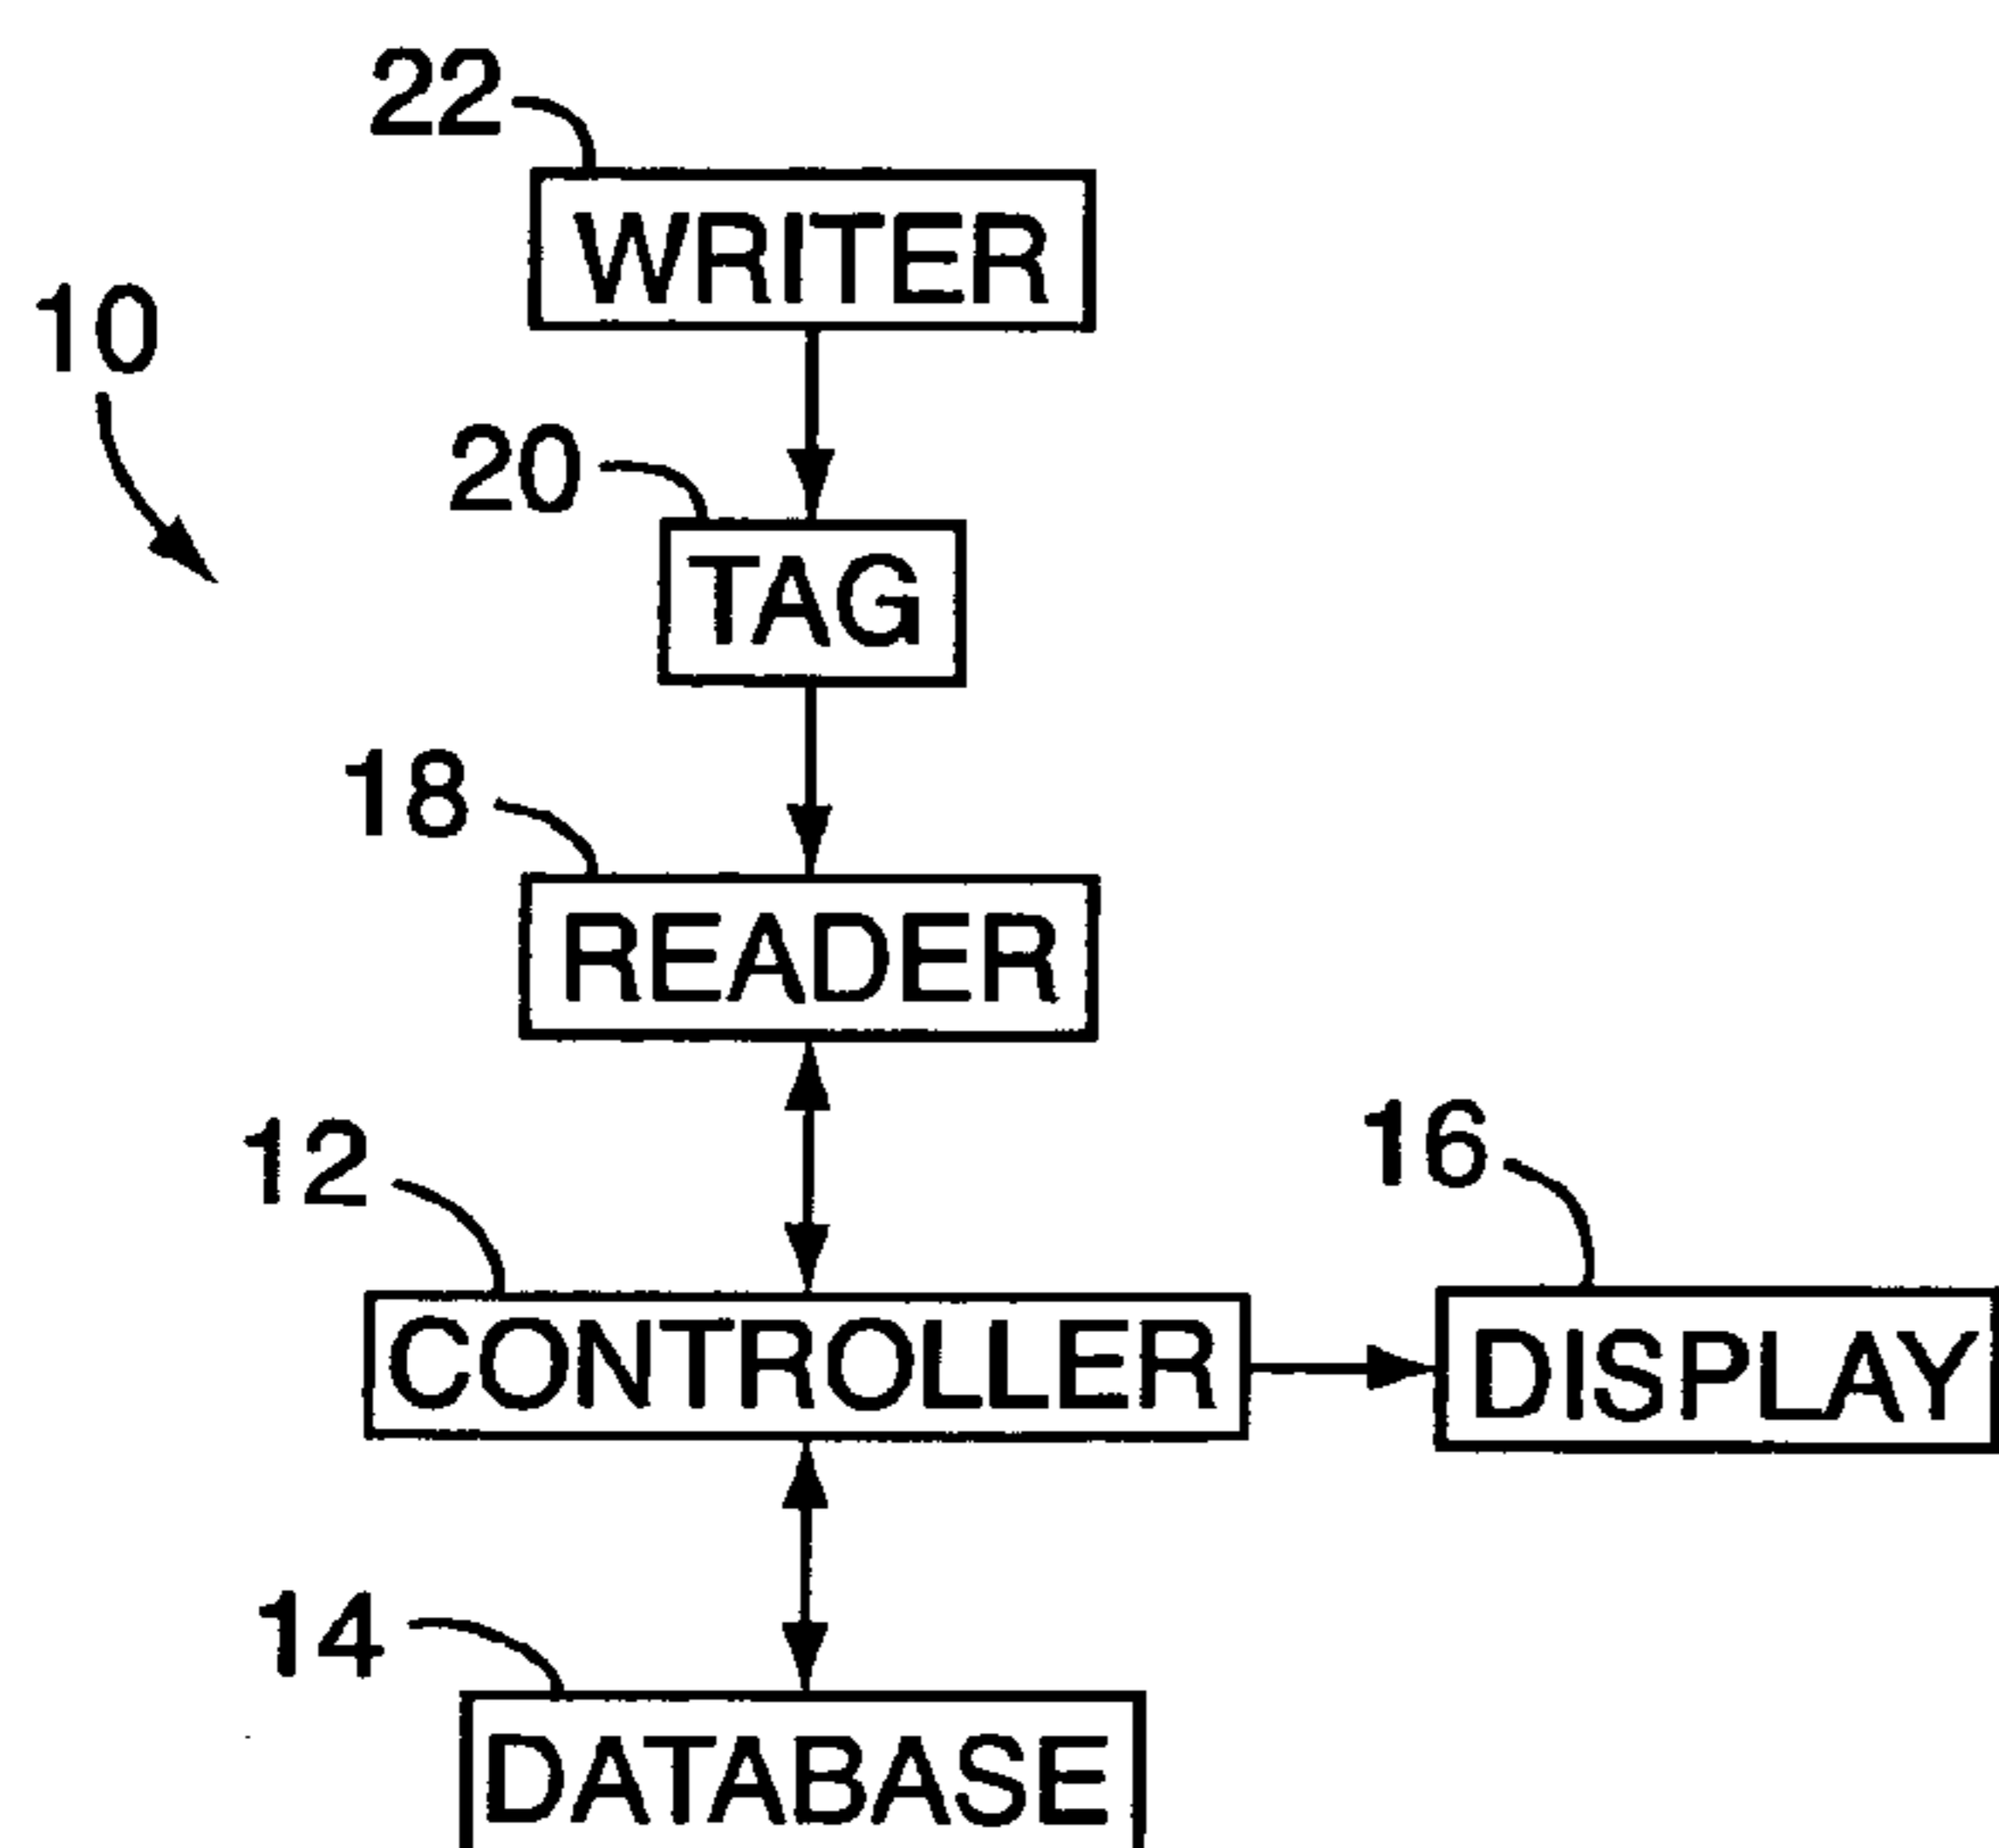 22
WRITER
10
20
TAG
18
READER
12
16
CONTROLLER
DISPLAY
14
DATABASE